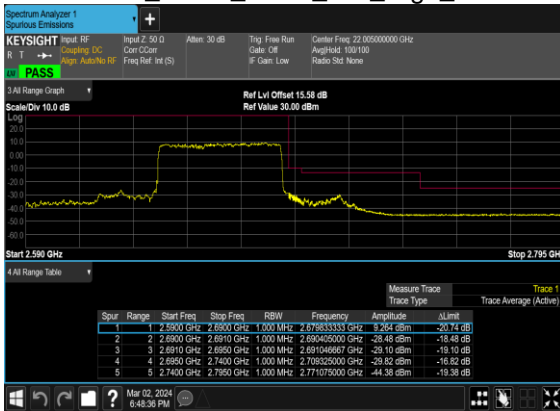 Spectrum Analyzer 1
Spurious Emissions
+
KEYSIGHT
R T
Input: RF
Coupling: DC
Align: Auto/No RF
Input Z: 50 Ω
Corr CCorr
Freq Ref: Int (S)
Atten: 30 dB
Trig: Free Run
Gate: Off
IF Gain: Low
Center Freq: 22.005000000 GHz
Avg|Hold: 100/100
Radio Std: None
PASS
3 All Range Graph
Ref Lvl Offset 15.58 dB
Scale/Div 10.0 dB
Ref Value 30.00 dBm
Log
20.0
10.0
0.00
-10.0
-20.0
-30.0
-40.0
-50.0
-60.0
Start 2.590 GHz
Stop 2.795 GH
4 All Range Table
Measure Trace Trace 1
Trace Type Trace Average (Active)
Spur Range Start Freq Stop Freq RBW Frequency Amplitude ΔLimit
1 1 2.5900 GHz 2.6900 GHz 1.000 MHz 2.679833333 GHz 9.264 dBm -20.74 dB
2 2 2.6900 GHz 2.6910 GHz 1.000 MHz 2.690405000 GHz -28.48 dBm -18.48 dB
3 3 2.6910 GHz 2.6950 GHz 1.000 MHz 2.691046667 GHz -29.10 dBm -19.10 dB
4 4 2.6950 GHz 2.7400 GHz 1.000 MHz 2.709325000 GHz -29.82 dBm -16.82 dB
5 5 2.7400 GHz 2.7950 GHz 1.000 MHz 2.771075000 GHz -44.38 dBm -19.38 dB
?
Mar 02, 2024
6:48:36 PM